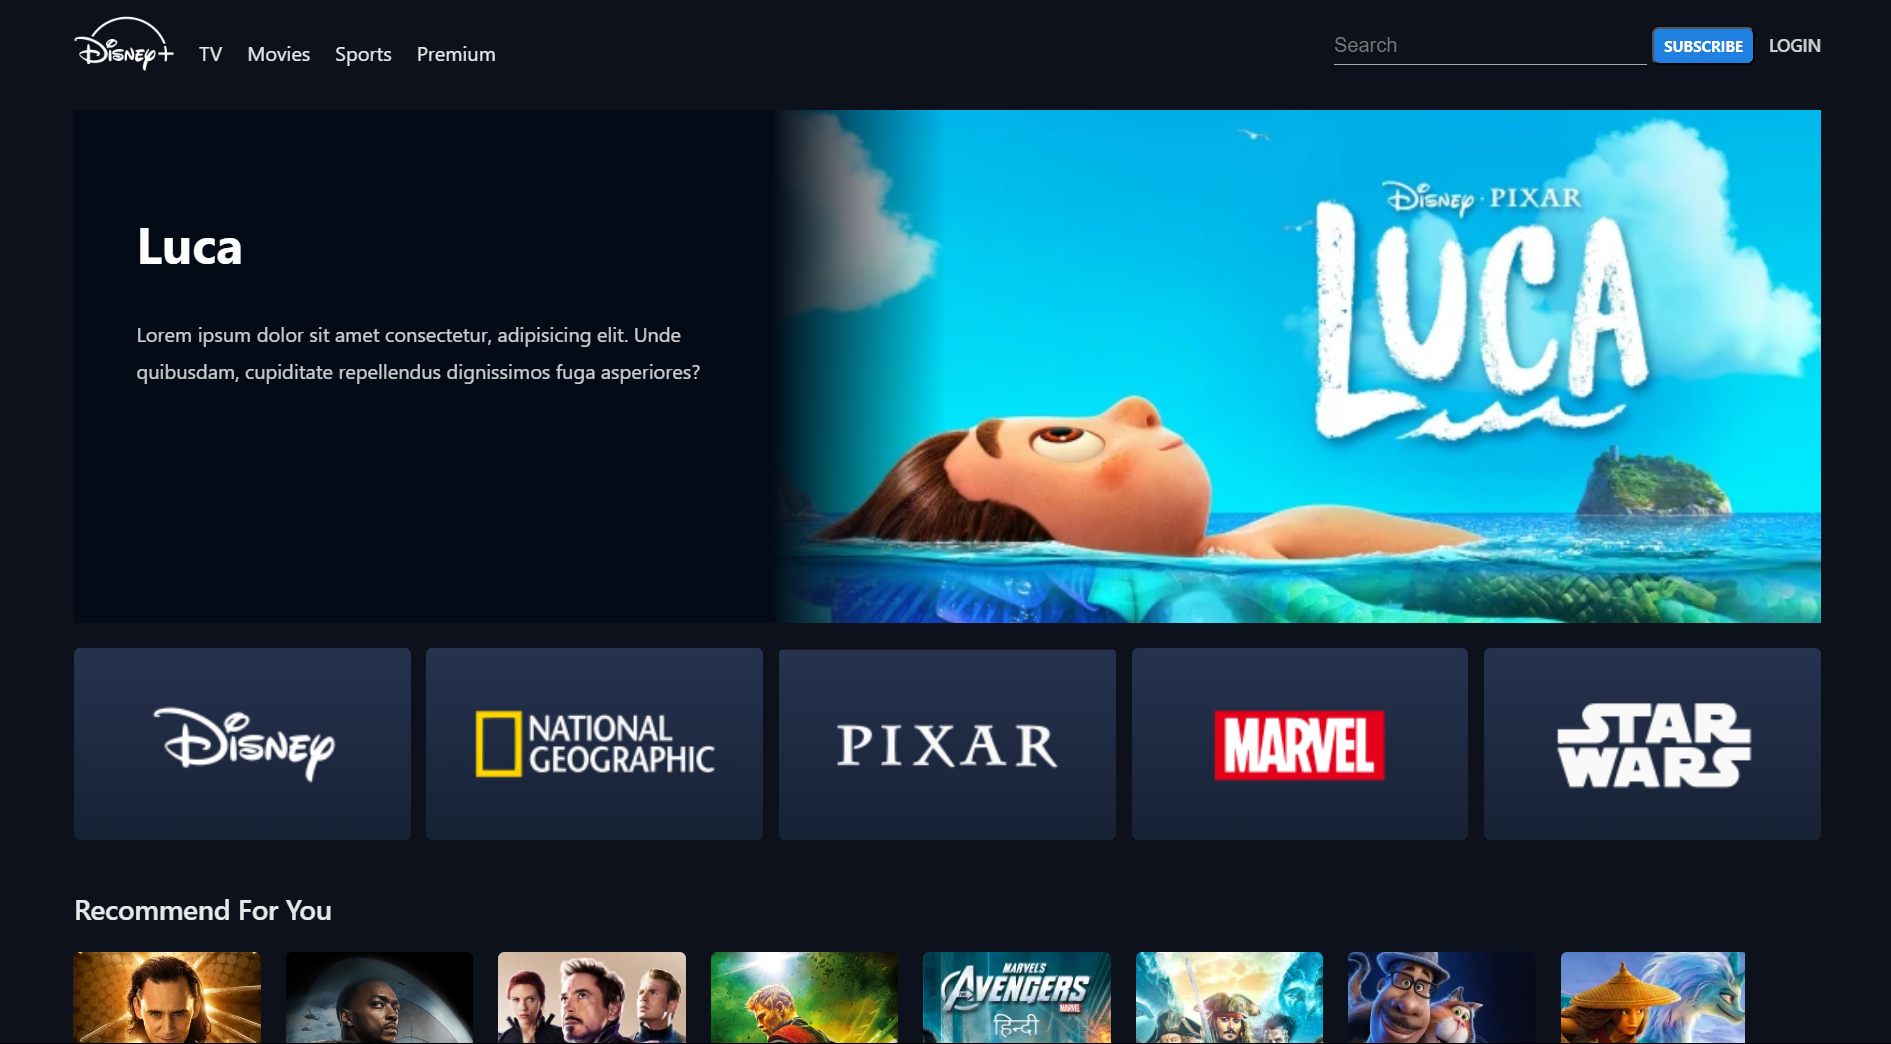 Disney+
TV
Movies
Sports
Premium
Search
SUBSCRIBE
LOGIN
Luca
Lorem ipsum dolor sit amet consectetur, adipisicing elit. Unde
quibusdam, cupiditate repellendus dignissimos fuga asperiores?
Disney · PIXAR
LUCA
Disney
NATIONAL
GEOGRAPHIC
PIXAR
MARVEL
STAR
WARS
Recommend For You
MARVEL'S
AVENGERS
MARVEL
हिन्दी